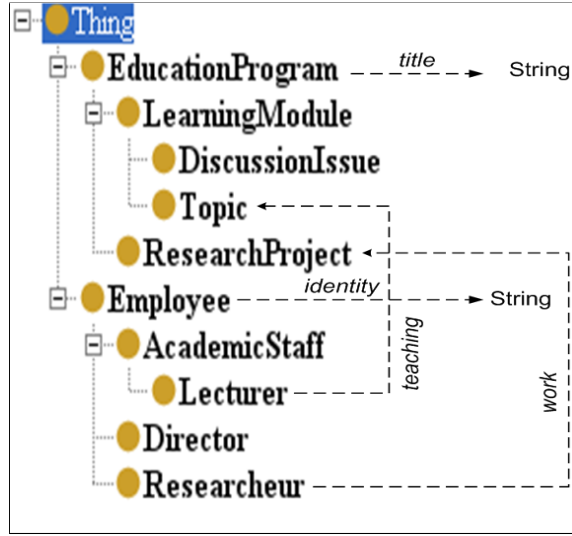 Thing
EducationProgram title String
LearningModule
DiscussionIssue
Topic
ResearchProject
Employee identity String
AcademicStaff
teaching
Lecturer
work
Director
Researcheur